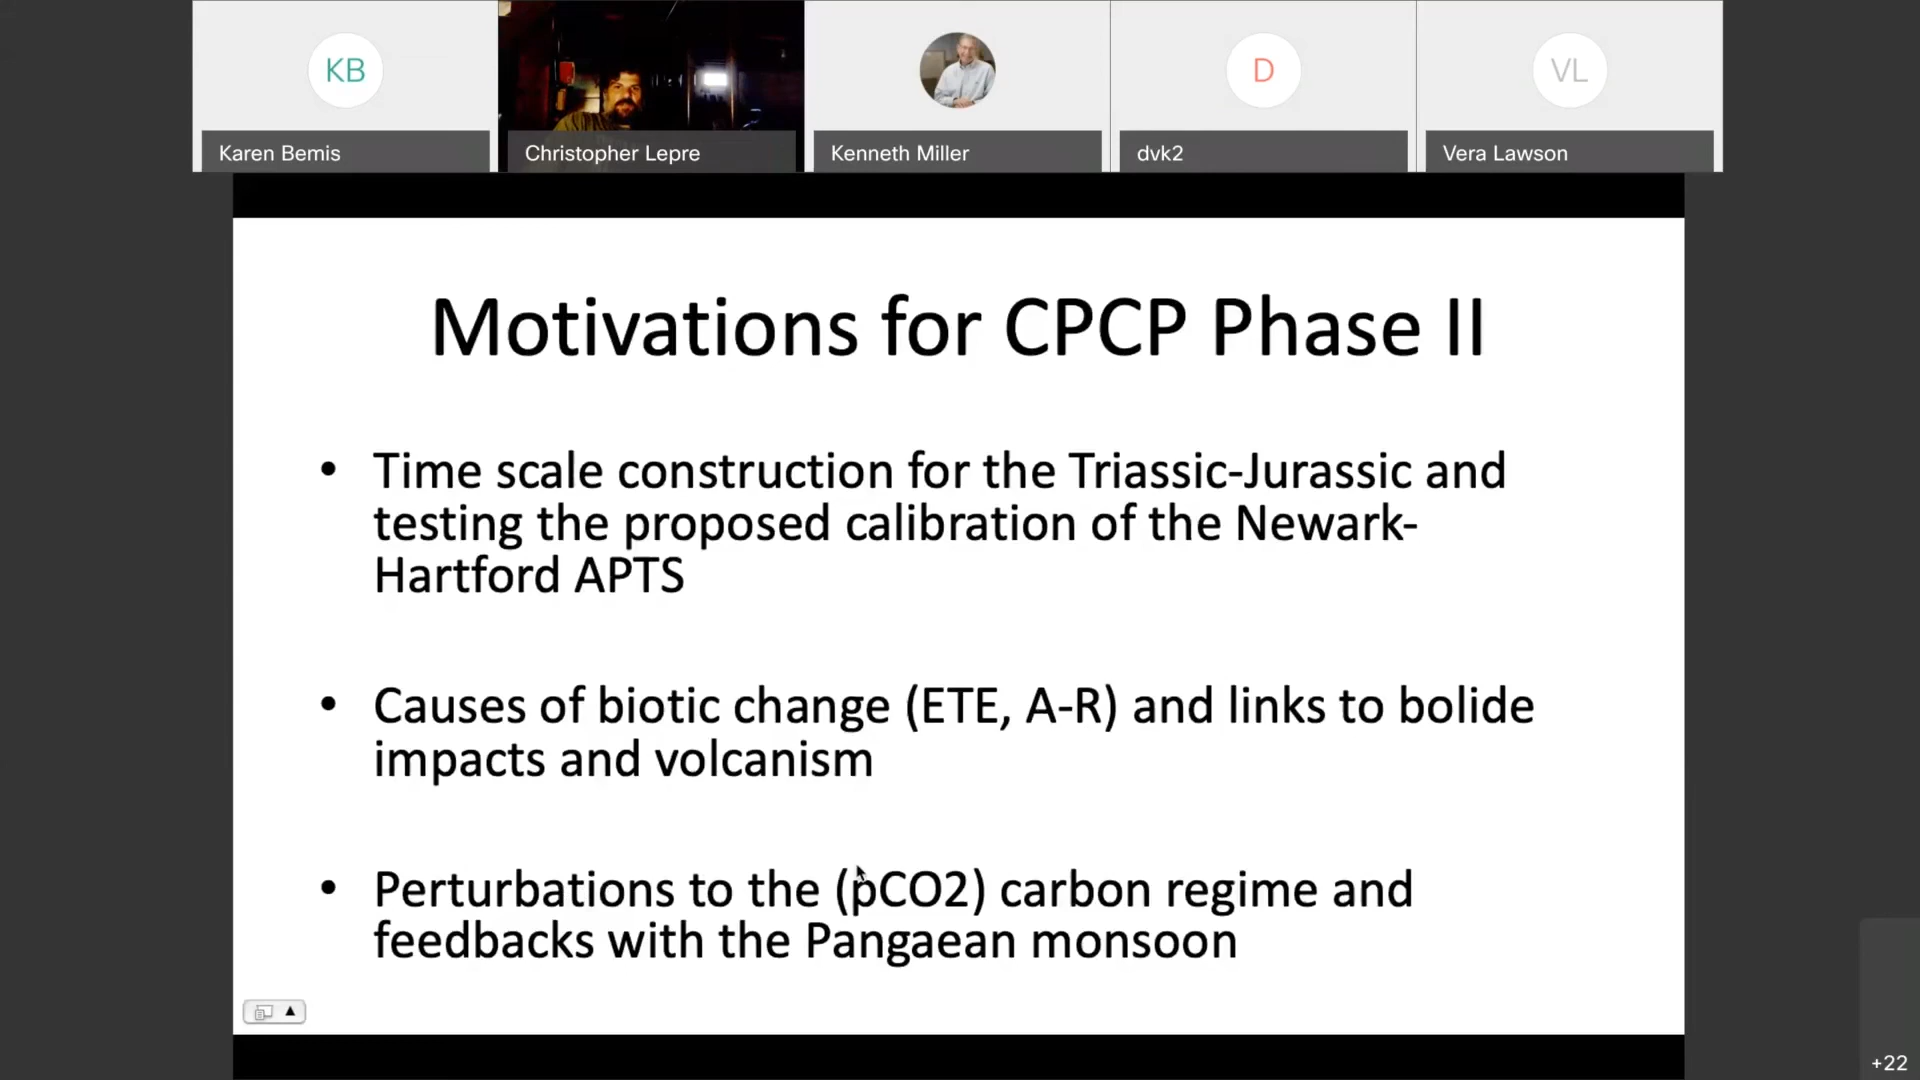 KB
D
VL
Karen Bemis
Christopher Lepre
Kenneth Miller
dvk2
Vera Lawson
Motivations for CPCP Phase II
• Time scale construction for the Triassic-Jurassic and
testing the proposed calibration of the Newark-
Hartford APTS
• Causes of biotic change (ETE, A-R) and links to bolide
impacts and volcanism
• Perturbations to the (pCO2) carbon regime and
feedbacks with the Pangaean monsoon
+22